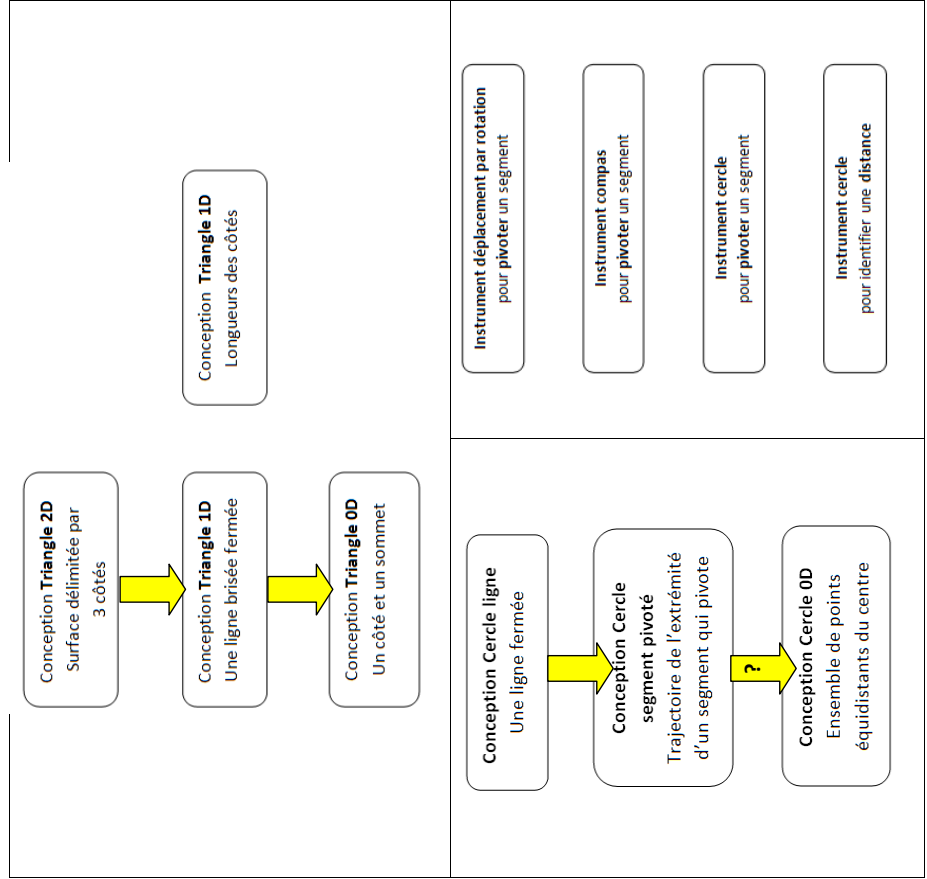 Conception Triangle 2D
Surface délimitée par
3 côtés
Conception Triangle 1D
Une ligne brisée fermée
Conception Triangle 0D
Un côté et un sommet
Conception Triangle 1D
Longueurs des côtés
Conception Cercle ligne
Une ligne fermée
Conception Cercle
segment pivoté
Trajectoire de l'extrémité
d'un segment qui pivote
?
Conception Cercle 0D
Ensemble de points
équidistants du centre
Instrument déplacement par rotation
pour pivoter un segment
Instrument compas
pour pivoter un segment
Instrument cercle
pour pivoter un segment
Instrument cercle
pour identifier une distance